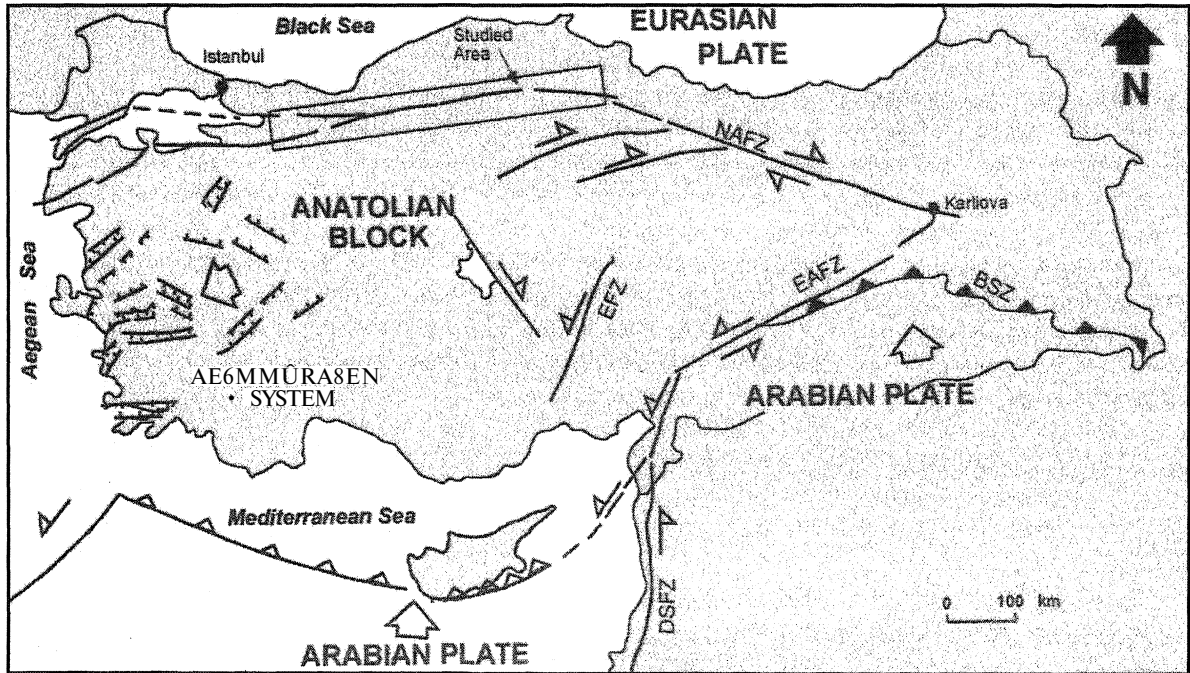 Black Sea
EURASIAN
PLATE
Studied
Area
Istanbul
N
NAFZ
Karliova
ANATOLIAN
BLOCK
EAFZ
BSZ
EFZ
Aegean Sea
AE6MMÛRA8EN
· SYSTEM
ARABIAN PLATE
Mediterranean Sea
DSFZ
0 100 km
ARABIAN PLATE